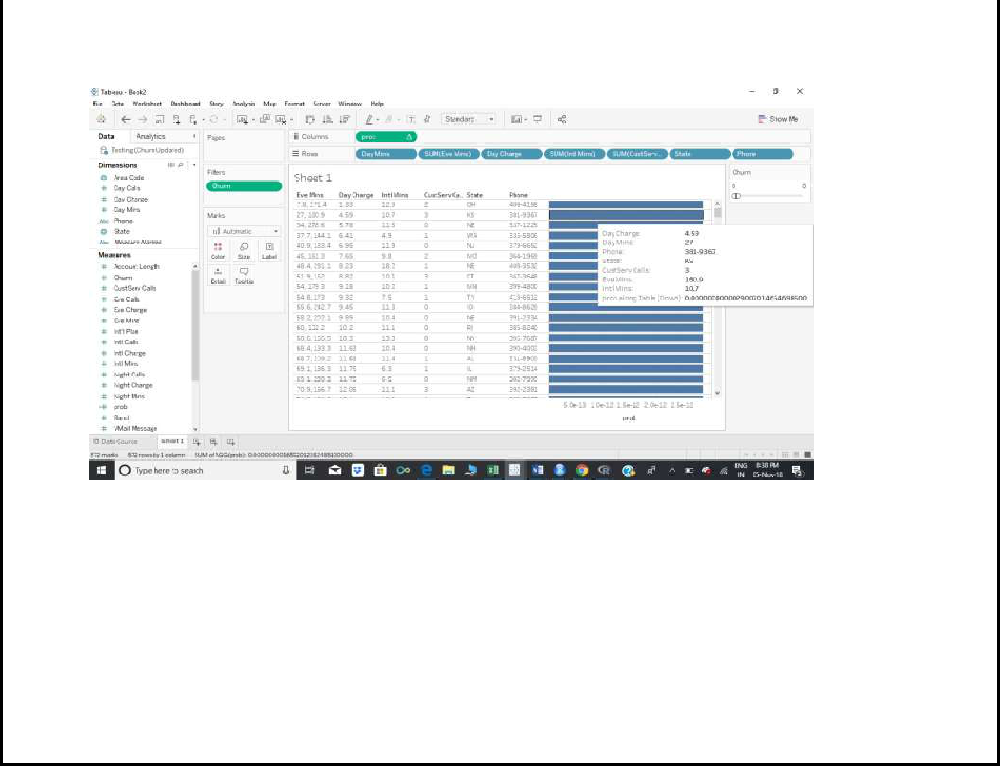 Tableau - Book2
File Data Worksheet Dashboard Story Analysis Map Format Server Window Help
Standard Show Me
Data Analytics Pages Columns prob
Testing (Churn Updated) Rows Day Mins SUM(Eve Mins) Day Charge SUM(Intl Mins) SUM(CustServ... State Phone
Dimensions
Area Code
Day Calls
Day Charge
Day Mins
Phone
State
Measure Names
Measures
Account Length
Churn
CustServ Calls
Eve Calls
Eve Charge
Eve Mins
Int'l Plan
Intl Calls
Intl Charge
Intl Mins
Night Calls
Night Charge
Night Mins
prob
Rand
VMail Message
Filters
Churn
Marks
Automatic
Color Size Label
Detail Tooltip
Sheet 1
Eve Mins Day Charge Intl Mins CustServ Ca.. State Phone
7.8, 171.4 1.33 12.9 2 OH 406-4158
27, 160.9 4.59 10.7 3 KS 381-9367
34, 278.6 5.78 11.5 0 NE 337-1225
37.7, 144.1 6.41 4.9 1 WA
40.9, 133.4 6.95 11.9 0 NJ 379-6652
45, 151.3 7.65 9.8 2 MO 364-1969
48.4, 281.1 8.23 18.2 1 NE
51.9, 162 8.82 10.1 3 CT
54, 179.3 9.18 10.2 1 MN 399-4800
54.8, 173 9.32 7.5 1 TN
55.6, 242.7 9.45 11.3 0 ID 384-8629
58.2, 202.1 9.89 10.4 0 NE 391-2334
60, 102.2 10.2 11.1 0 RI
60.6, 165.9 10.3 13.3 0 NY 396-7687
68.4, 193.3 11.63 10.4 0 NH 390-4003
68.7, 209.2 11.68 11.4 1 AL 331-8909
69.1, 136.3 11.75 6.3 1 IL 379-2514
69.1, 230.3 11.75 6.5 0 NM 382-7999
70.9, 166.7 12.05 11.1 3 AZ
5.0e-13 1.0e-12 1.5e-12 2.0e-12 2.5e-12
prob
Day Charge: 4.59
Day Mins: 27
Phone: 381-9367
State: KS
CustServ Calls: 3
Eve Mins: 160.9
Intl Mins: 10.7
prob along Table (Down): 0.0000000000029007014654698500
Churn
0 0
Data Source Sheet 1
572 marks 572 rows by 1 column SUM of AGG(prob):
Type here to search
ENG 8:30 PM
IN 05-Nov-18